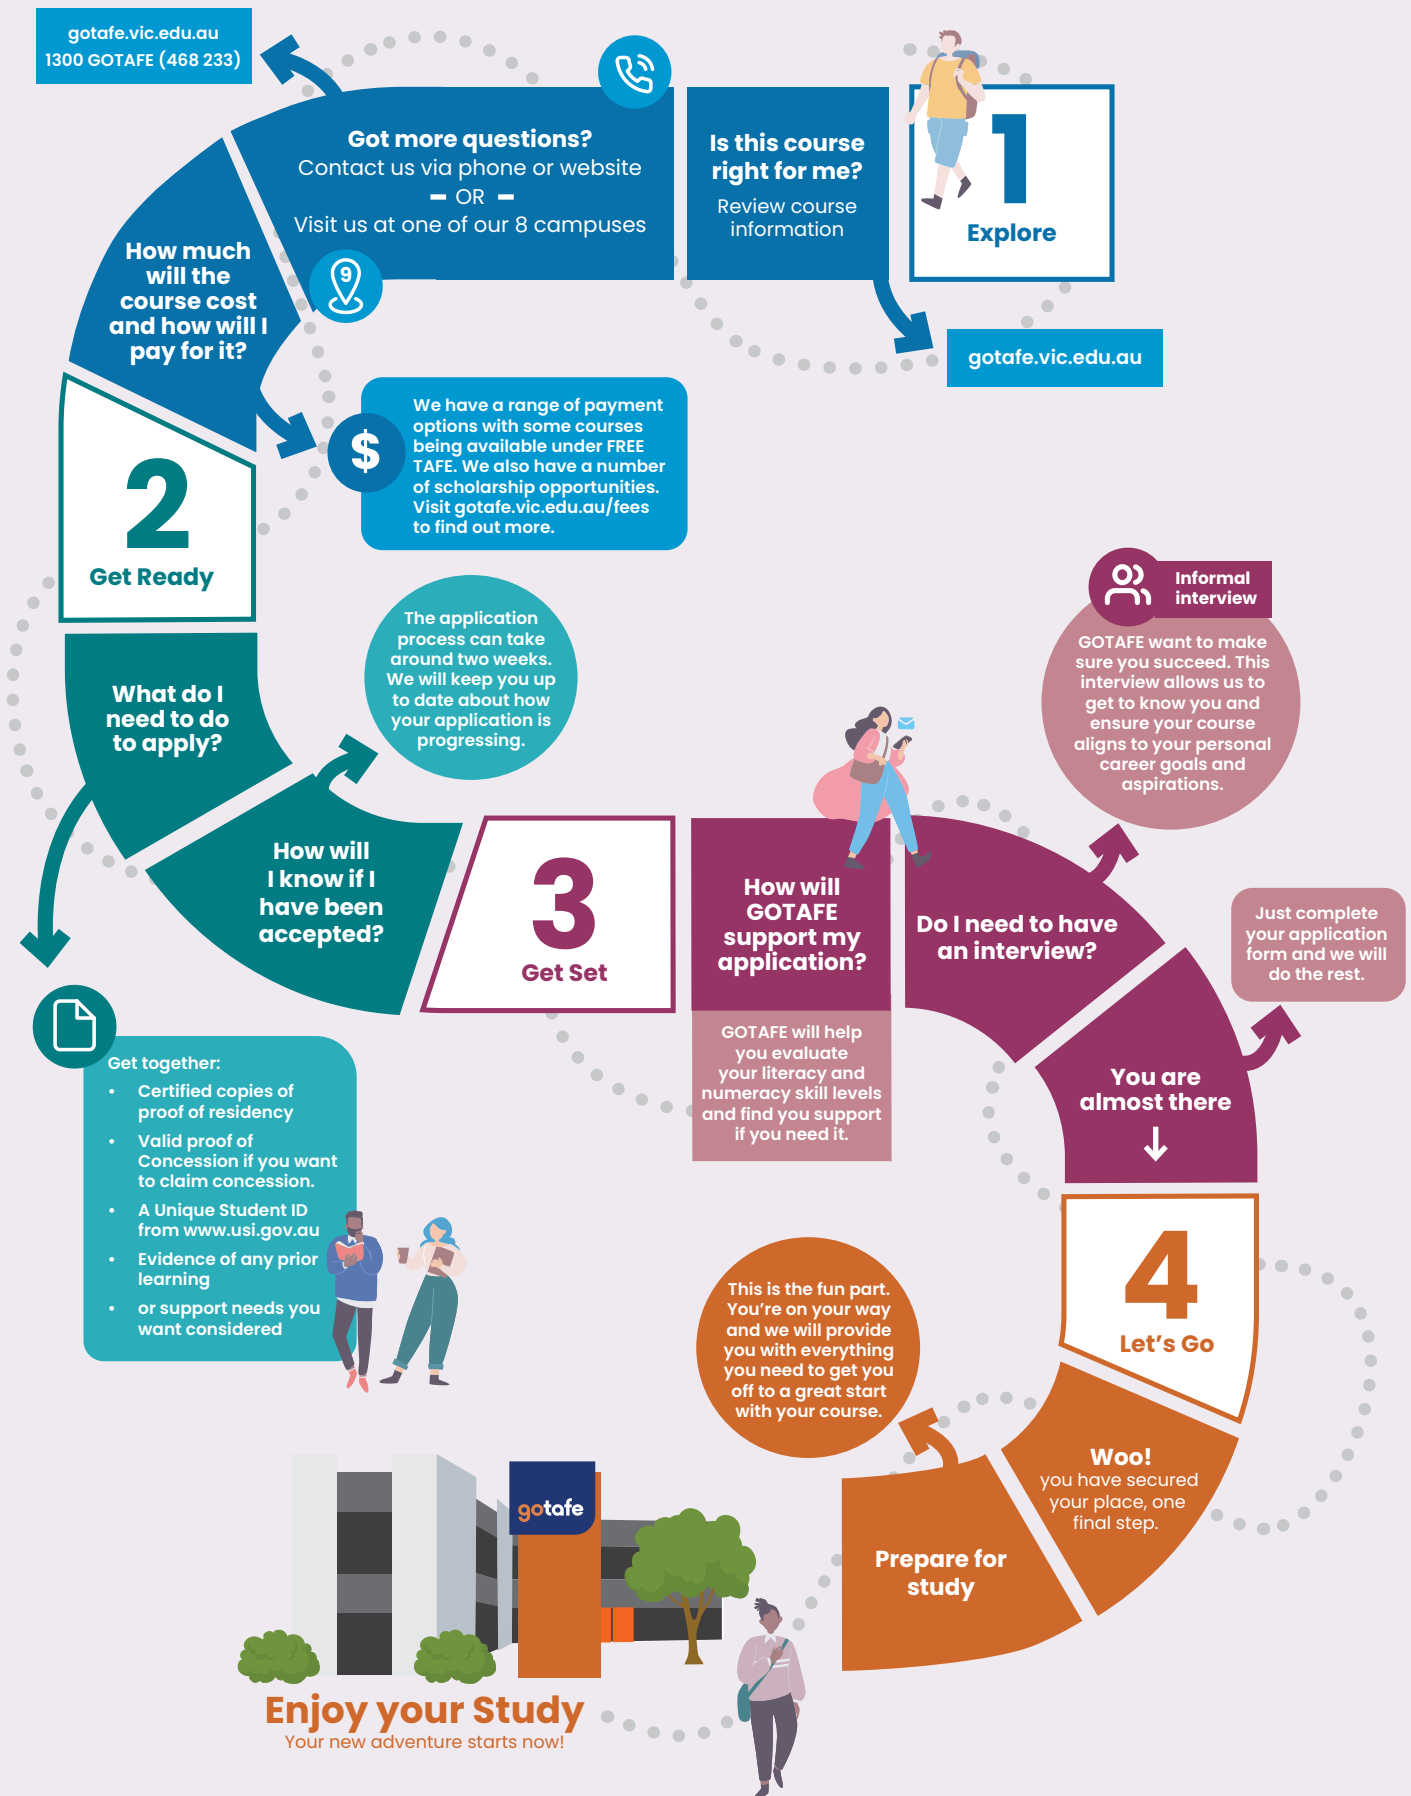 1
Explore
Is this course
right for me?
Review course
information
gotafe.vic.edu.au
Got more questions?
Contact us via phone or website
- OR -
Visit us at one of our 8 campuses
9
gotafe.vic.edu.au
1300 GOTAFE (468 233)
How much
will the
course cost
and how will I
pay for it?
$
We have a range of payment
options with some courses
being available under FREE
TAFE. We also have a number
of scholarship opportunities.
Visit gotafe.vic.edu.au/fees
to find out more.
2
Get Ready
What do I
need to do
to apply?
Get together:
• Certified copies of
proof of residency
• Valid proof of
Concession if you want
to claim concession.
• A Unique Student ID
from www.usi.gov.au
• Evidence of any prior
learning
• or support needs you
want considered
How will
I know if I
have been
accepted?
The application
process can take
around two weeks.
We will keep you up
to date about how
your application is
progressing.
3
Get Set
How will
GOTAFE
support my
application?
GOTAFE will help
you evaluate
your literacy and
numeracy skill levels
and find you support
if you need it.
Do I need to have
an interview?
Informal
interview
GOTAFE want to make
sure you succeed. This
interview allows us to
get to know you and
ensure your course
aligns to your personal
career goals and
aspirations.
You are
almost there
Just complete
your application
form and we will
do the rest.
4
Let's Go
Woo!
you have secured
your place, one
final step.
Prepare for
study
This is the fun part.
You're on your way
and we will provide
you with everything
you need to get you
off to a great start
with your course.
gotafe
Enjoy your Study
Your new adventure starts now!